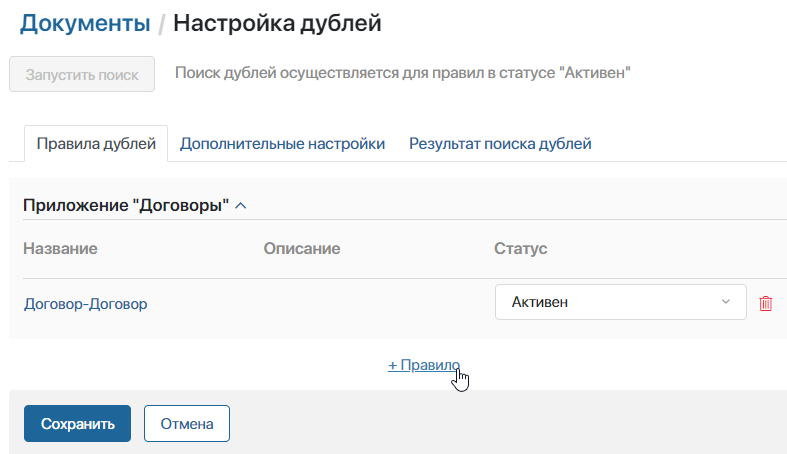 Документы / Настройка дублей
Запустить поиск Поиск дублей осуществляется для правил в статусе "Активен"
Правила дублей Дополнительные настройки Результат поиска дублей
Приложение "Договоры"
Название Описание Статус
Договор-Договор Активен
+ Правило
Сохранить Отмена